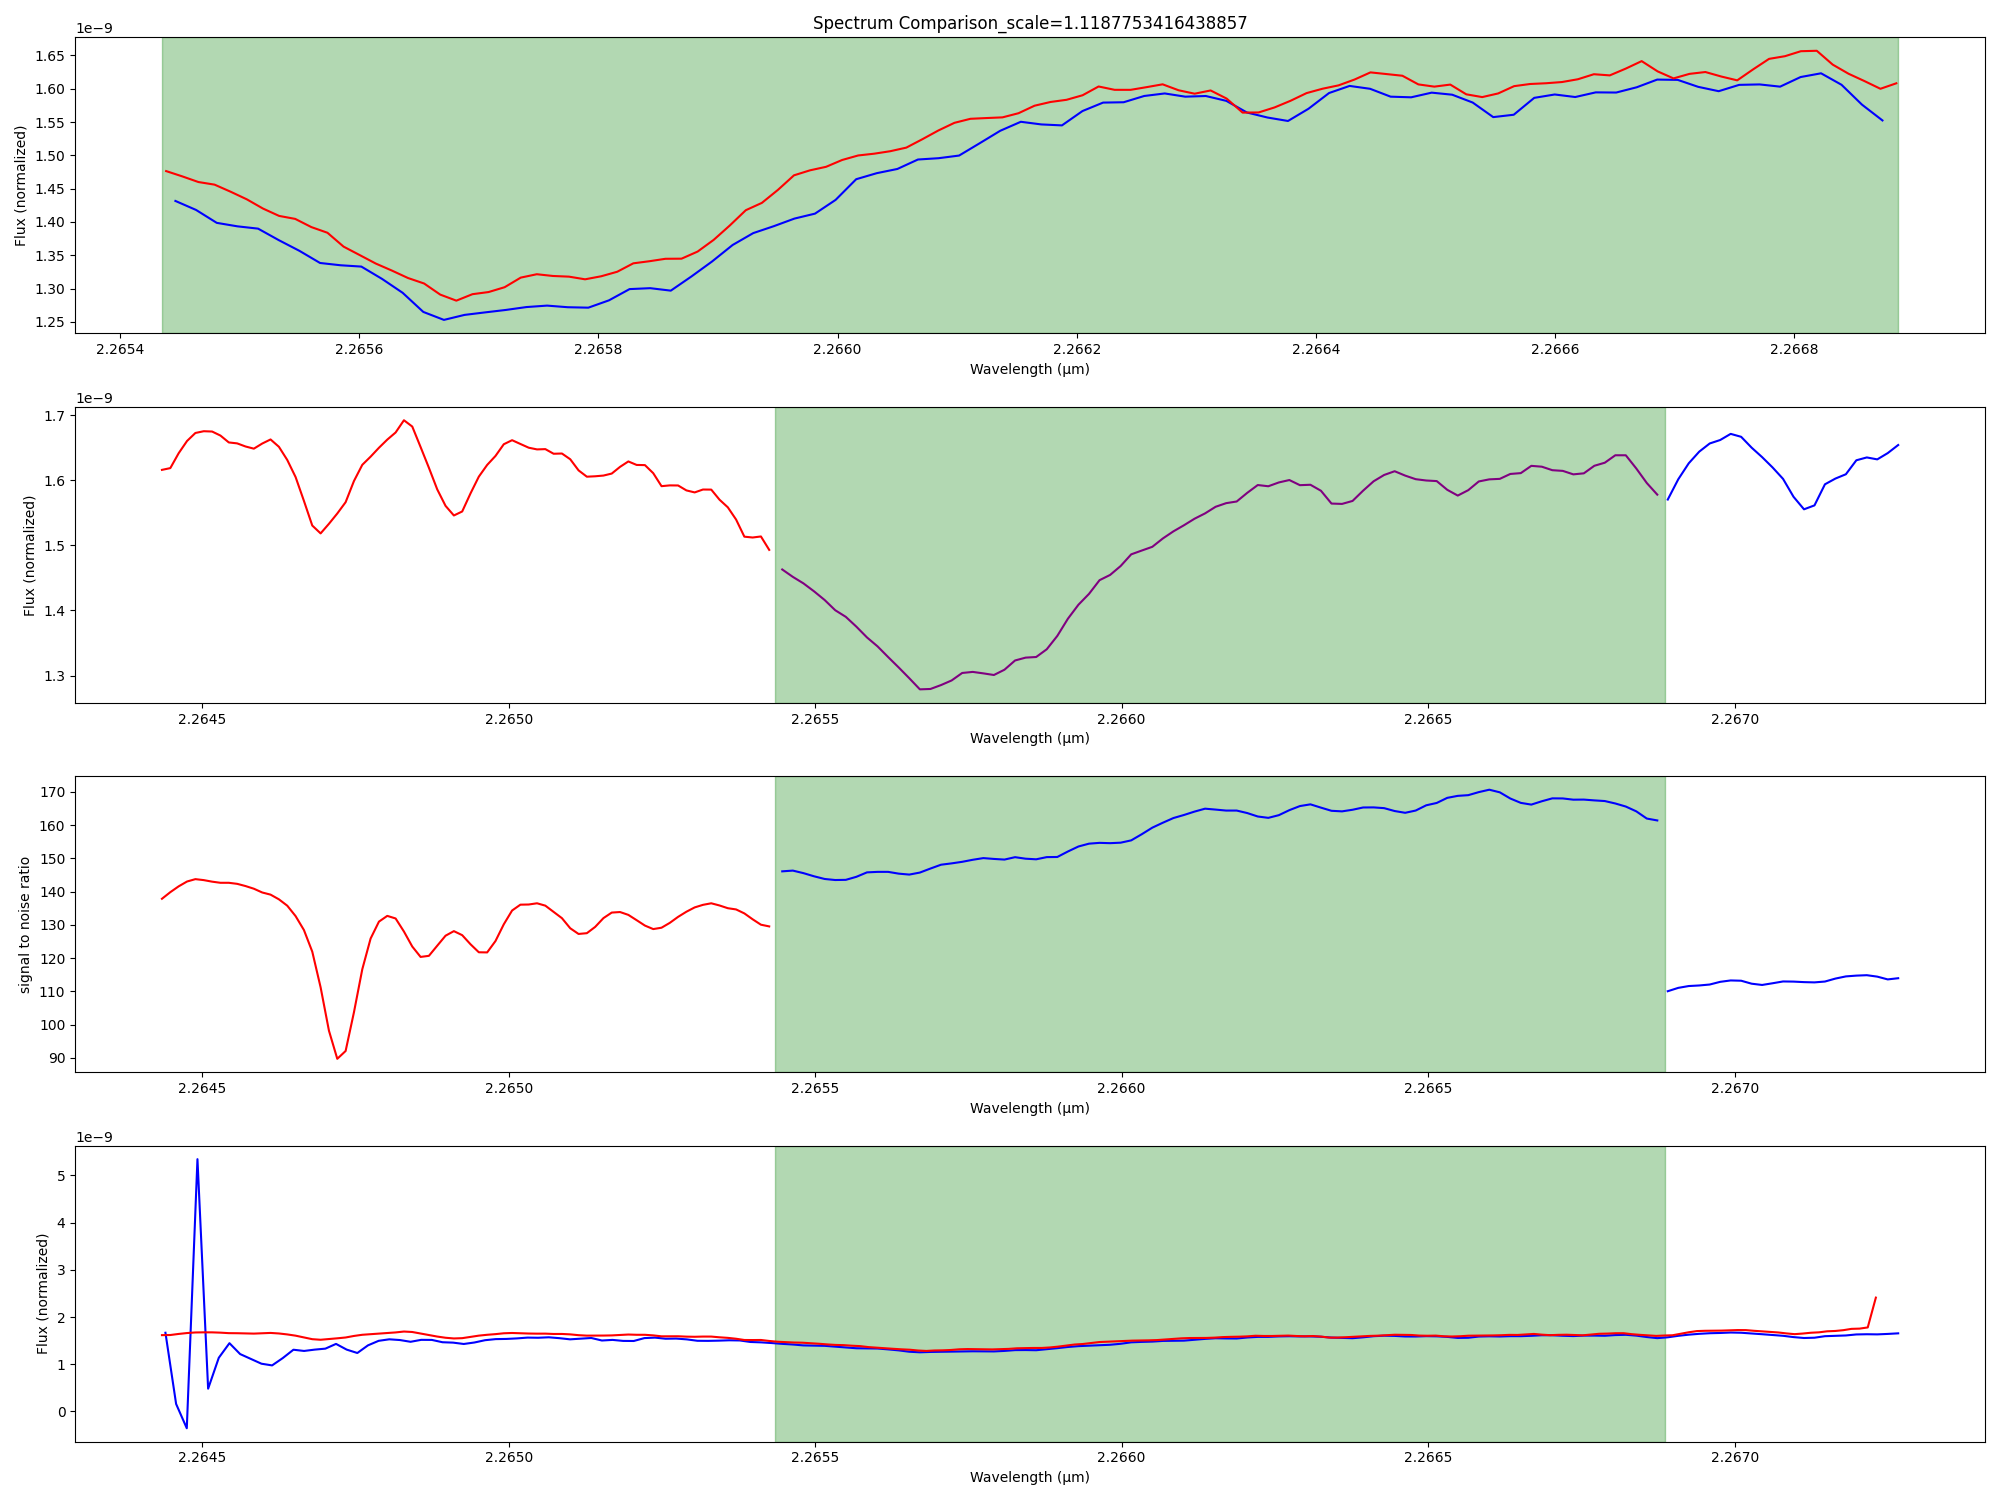 Spectrum Comparison_scale=1.1187753416438857
1e−9
Flux (normalized)
1.65
1.60
1.55
1.50
1.45
1.40
1.35
1.30
1.25
2.2654 2.2656 2.2658 2.2660 2.2662 2.2664 2.2666 2.2668
Wavelength (μm)
1e−9
Flux (normalized)
1.7
1.6
1.5
1.4
1.3
2.2645 2.2650 2.2655 2.2660 2.2665 2.2670
Wavelength (μm)
signal to noise ratio
170
160
150
140
130
120
110
100
90
2.2645 2.2650 2.2655 2.2660 2.2665 2.2670
Wavelength (μm)
1e−9
Flux (normalized)
5
4
3
2
1
0
2.2645 2.2650 2.2655 2.2660 2.2665 2.2670
Wavelength (μm)